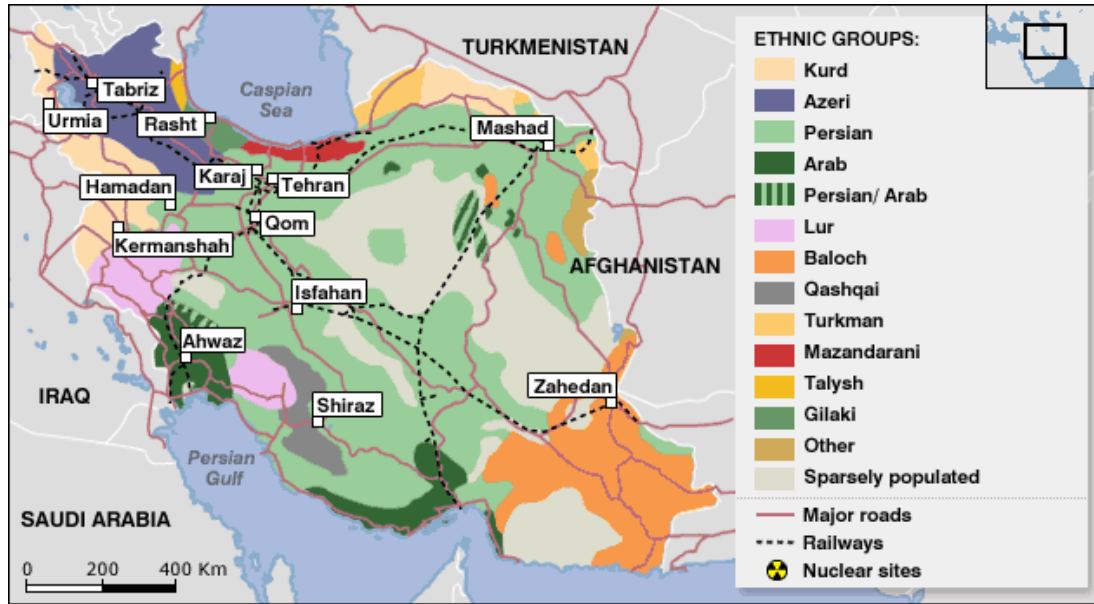 TURKMENISTAN
Caspian
Sea
Tabriz
Urmia
Rasht
Mashad
Karaj
Tehran
Hamadan
Qom
Kermanshah
AFGHANISTAN
Isfahan
Ahwaz
IRAQ
Zahedan
Shiraz
Persian
Gulf
SAUDI ARABIA
0 200 400 Km
ETHNIC GROUPS:
Kurd
Azeri
Persian
Arab
Persian/ Arab
Lur
Baloch
Qashqai
Turkman
Mazandarani
Talysh
Gilaki
Other
Sparsely populated
Major roads
Railways
Nuclear sites